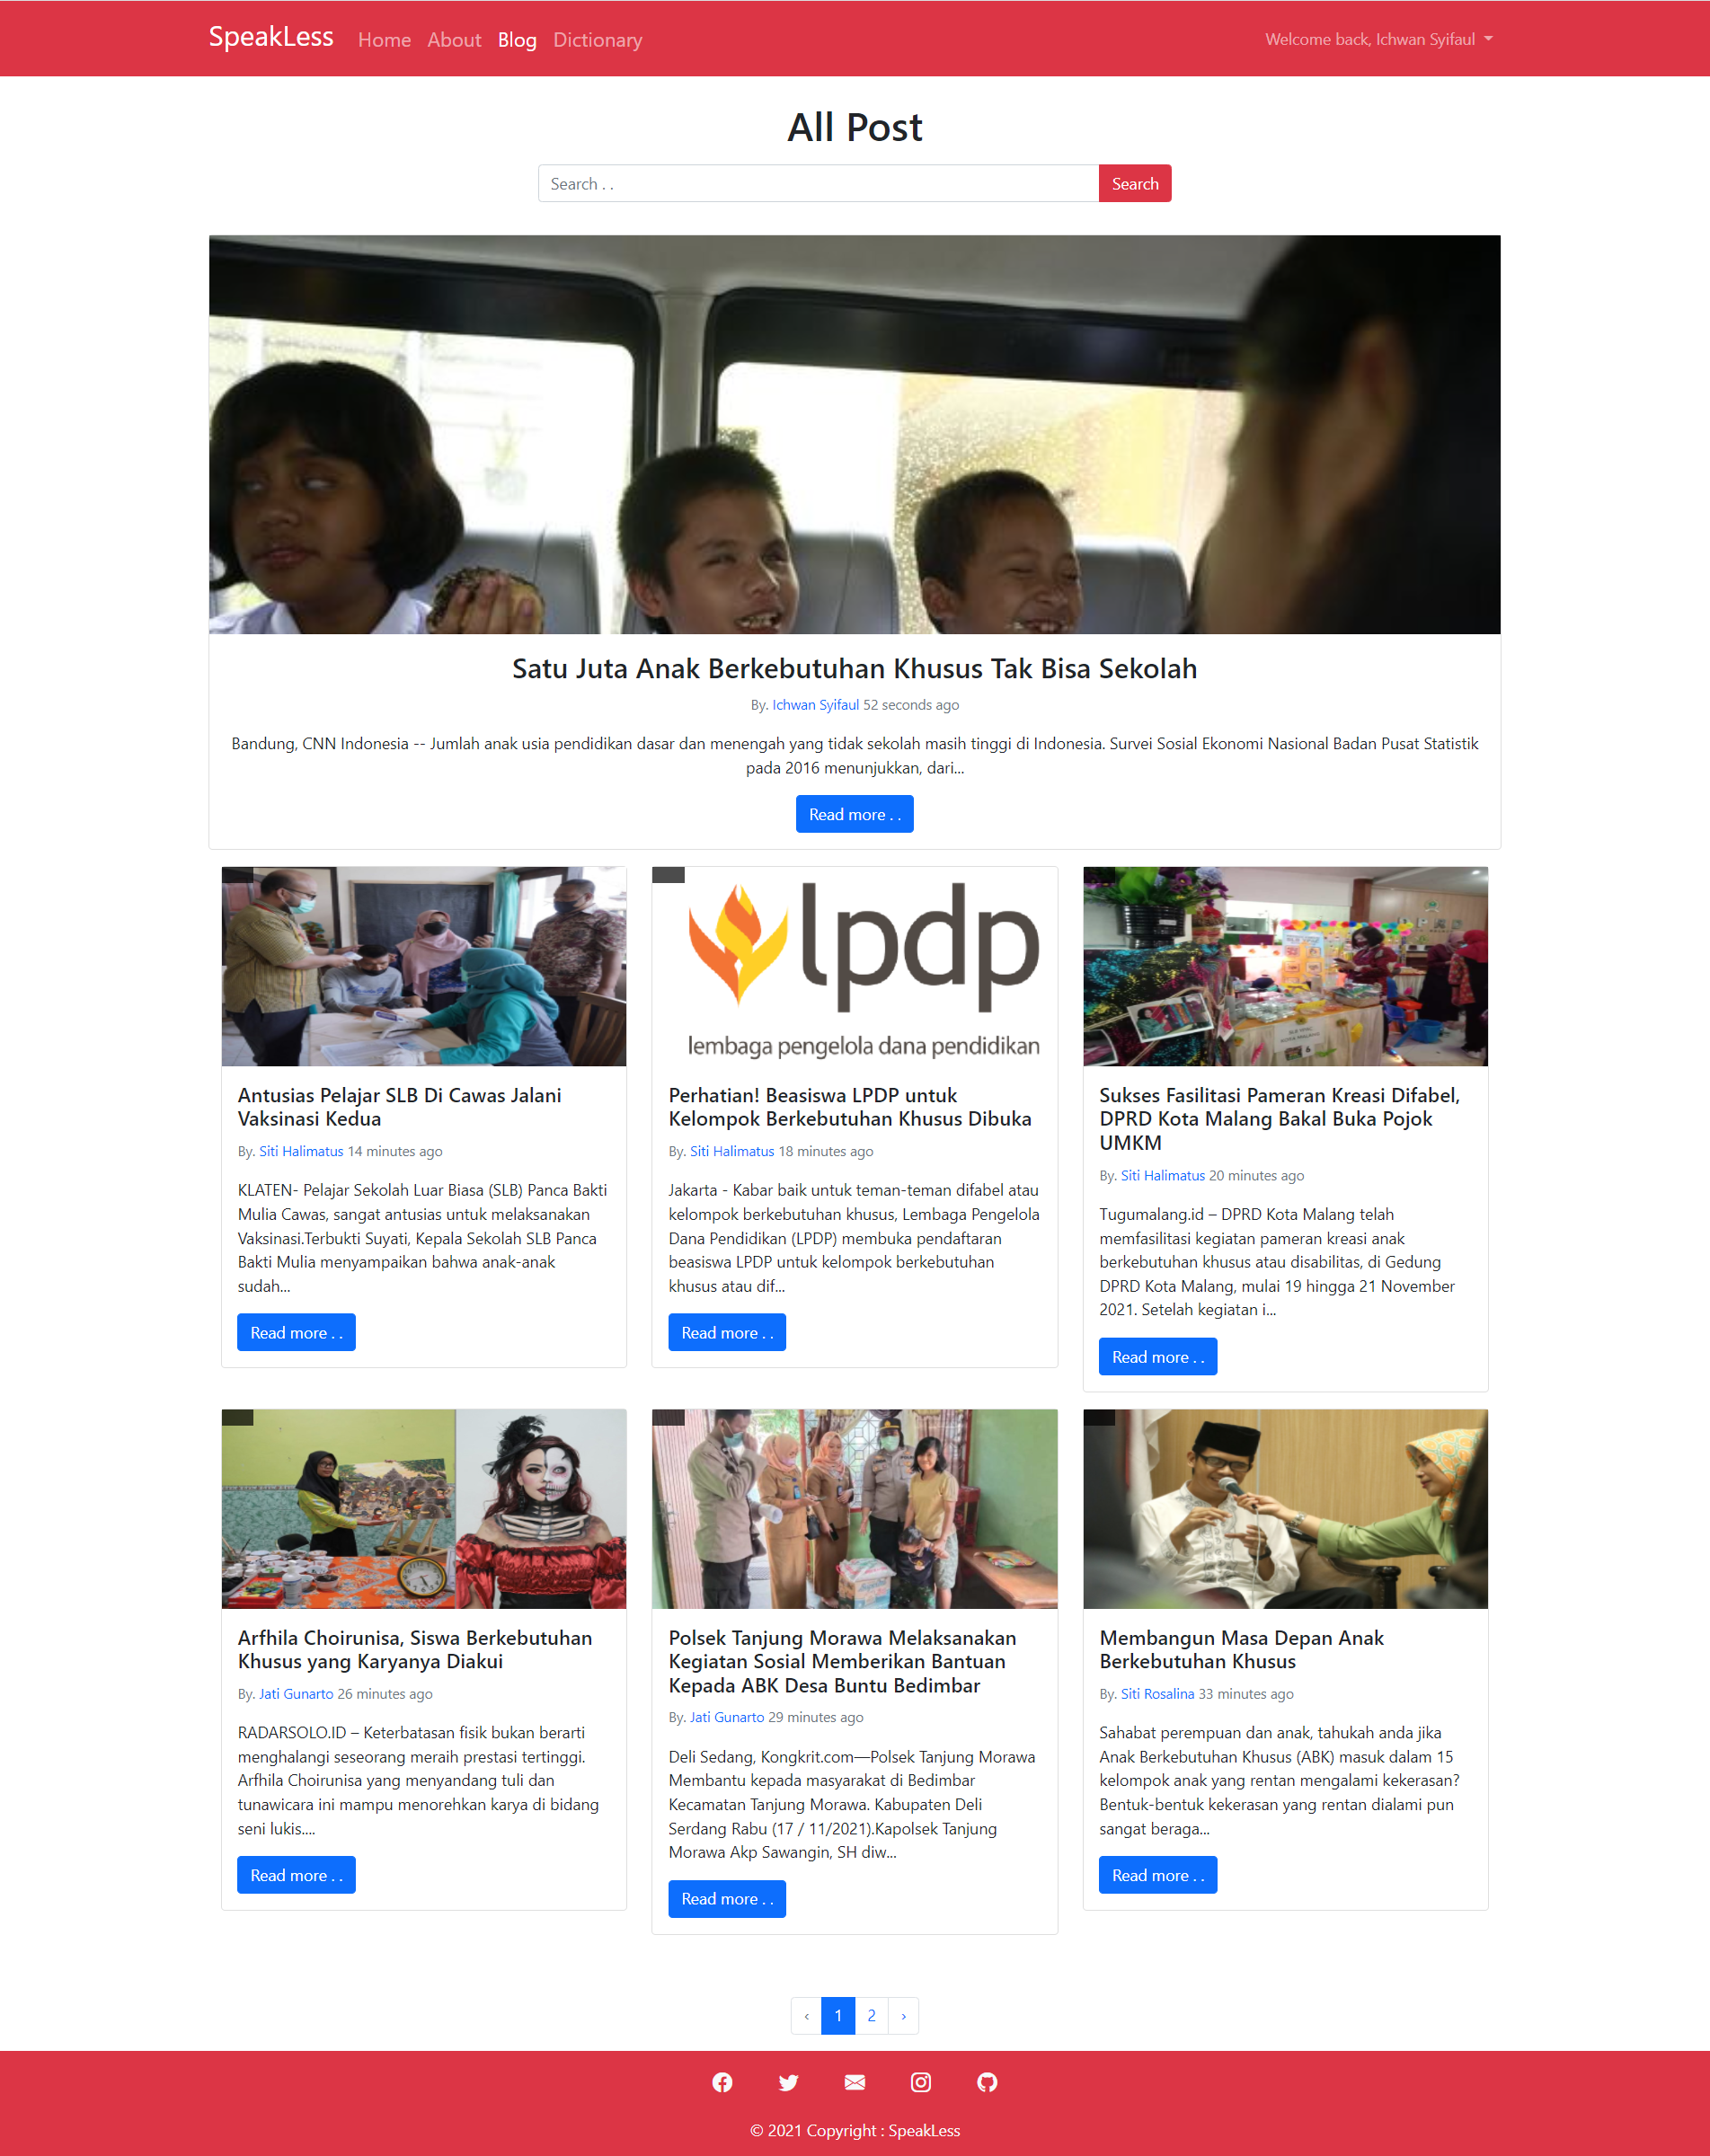 SpeakLess Home About Blog Dictionary Welcome back, Ichwan Syifaul
All Post
Search . . Search
Satu Juta Anak Berkebutuhan Khusus Tak Bisa Sekolah
By. Ichwan Syifaul 52 seconds ago
Bandung, CNN Indonesia -- Jumlah anak usia pendidikan dasar dan menengah yang tidak sekolah masih tinggi di Indonesia. Survei Sosial Ekonomi Nasional Badan Pusat Statistik
pada 2016 menunjukkan, dari...
Read more . .
Antusias Pelajar SLB Di Cawas Jalani
Vaksinasi Kedua
By. Siti Halimatus 14 minutes ago
KLATEN- Pelajar Sekolah Luar Biasa (SLB) Panca Bakti
Mulia Cawas, sangat antusias untuk melaksanakan
Vaksinasi.Terbukti Suyati, Kepala Sekolah SLB Panca
Bakti Mulia menyampaikan bahwa anak-anak
sudah...
Read more . .
lpdp
lembaga pengelola dana pendidikan
Perhatian! Beasiswa LPDP untuk
Kelompok Berkebutuhan Khusus Dibuka
By. Siti Halimatus 18 minutes ago
Jakarta - Kabar baik untuk teman-teman difabel atau
kelompok berkebutuhan khusus, Lembaga Pengelola
Dana Pendidikan (LPDP) membuka pendaftaran
beasiswa LPDP untuk kelompok berkebutuhan
khusus atau dif...
Read more . .
Sukses Fasilitasi Pameran Kreasi Difabel,
DPRD Kota Malang Bakal Buka Pojok
UMKM
By. Siti Halimatus 20 minutes ago
Tugumalang.id – DPRD Kota Malang telah
memfasilitasi kegiatan pameran kreasi anak
berkebutuhan khusus atau disabilitas, di Gedung
DPRD Kota Malang, mulai 19 hingga 21 November
2021. Setelah kegiatan i...
Read more . .
Arfhila Choirunisa, Siswa Berkebutuhan
Khusus yang Karyanya Diakui
By. Jati Gunarto 26 minutes ago
RADARSOLO.ID – Keterbatasan fisik bukan berarti
menghalangi seseorang meraih prestasi tertinggi.
Arfhila Choirunisa yang menyandang tuli dan
tunawicara ini mampu menorehkan karya di bidang
seni lukis....
Read more . .
Polsek Tanjung Morawa Melaksanakan
Kegiatan Sosial Memberikan Bantuan
Kepada ABK Desa Buntu Bedimbar
By. Jati Gunarto 29 minutes ago
Deli Sedang, Kongkrit.com—Polsek Tanjung Morawa
Membantu kepada masyarakat di Bedimbar
Kecamatan Tanjung Morawa. Kabupaten Deli
Serdang Rabu (17 / 11/2021).Kapolsek Tanjung
Morawa Akp Sawangin, SH diw...
Read more . .
Membangun Masa Depan Anak
Berkebutuhan Khusus
By. Siti Rosalina 33 minutes ago
Sahabat perempuan dan anak, tahukah anda jika
Anak Berkebutuhan Khusus (ABK) masuk dalam 15
kelompok anak yang rentan mengalami kekerasan?
Bentuk-bentuk kekerasan yang rentan dialami pun
sangat beraga...
Read more . .
‹ 1 2 ›
© 2021 Copyright : SpeakLess